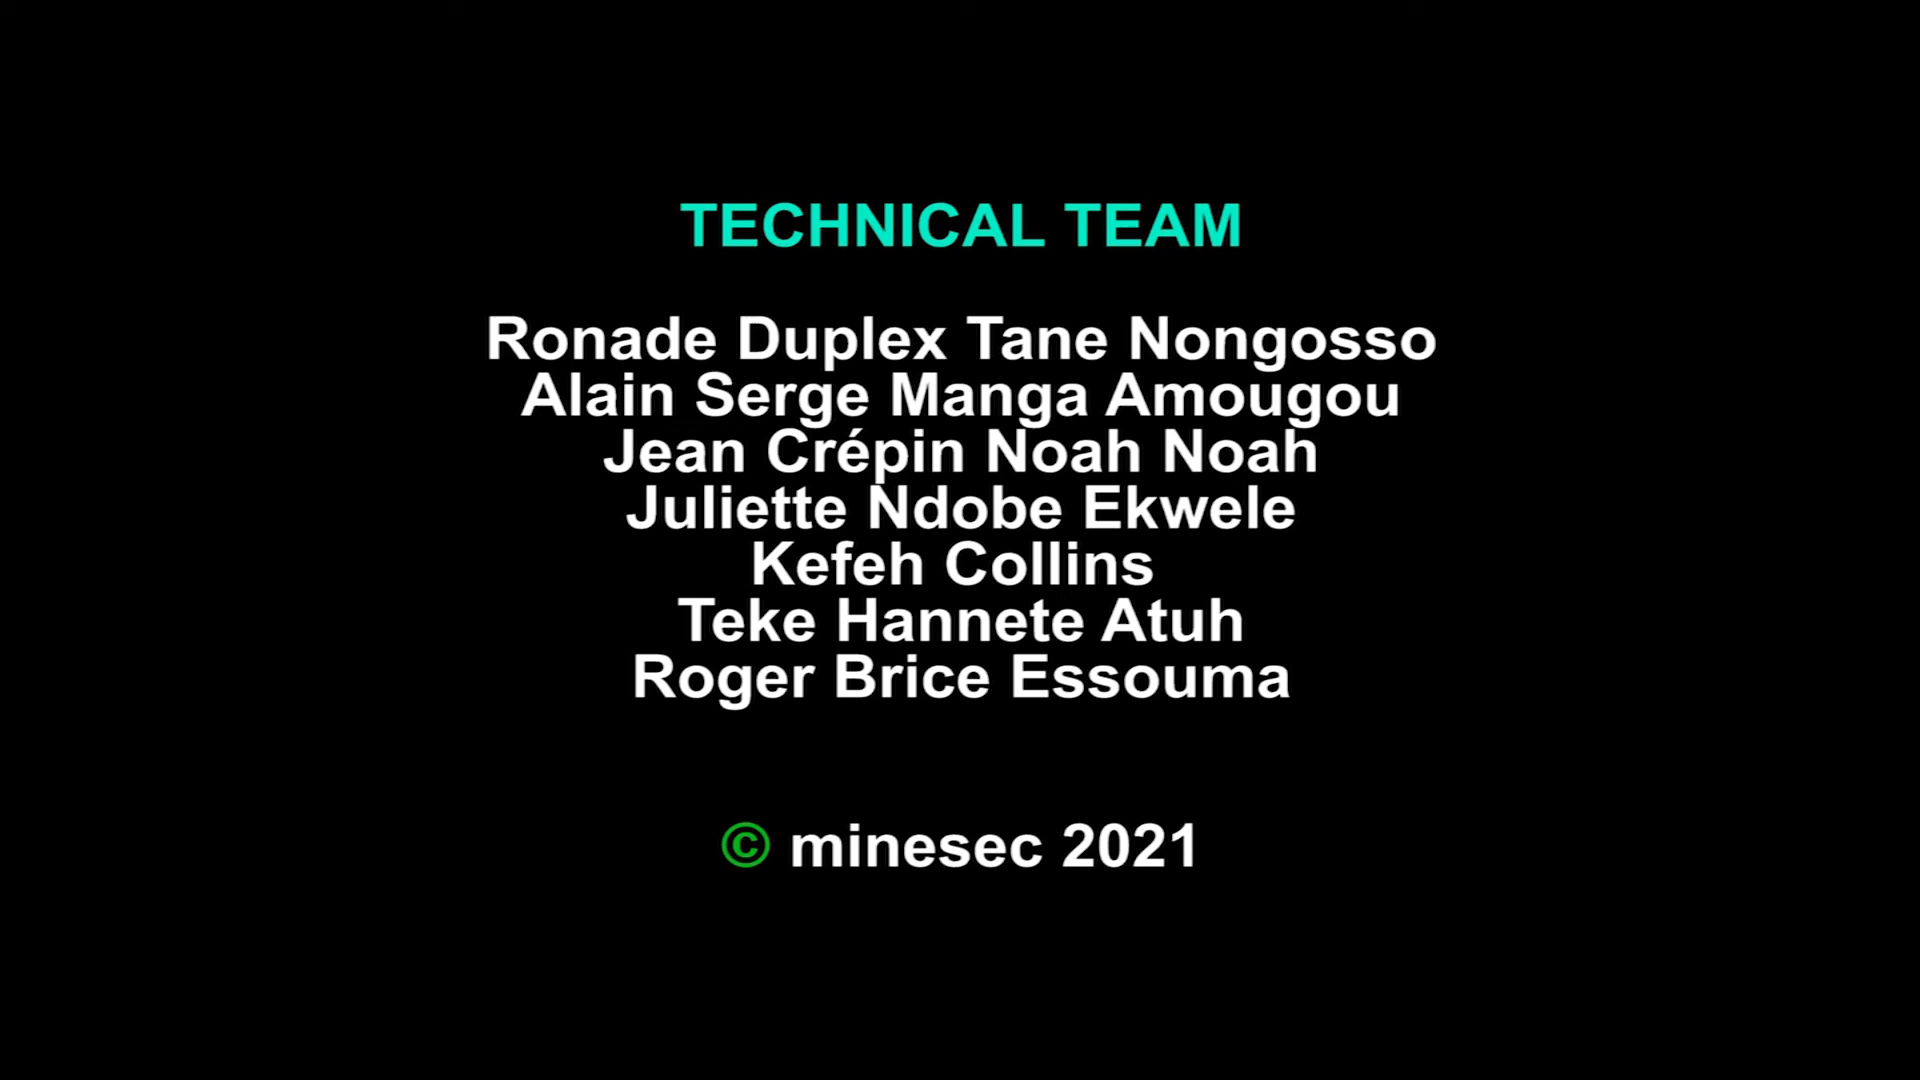 TECHNICAL TEAM
Ronade Duplex Tane Nongosso
Alain Serge Manga Amougou
Jean Crépin Noah Noah
Juliette Ndobe Ekwele
Kefeh Collins
Teke Hannete Atuh
Roger Brice Essouma
© minesec 2021